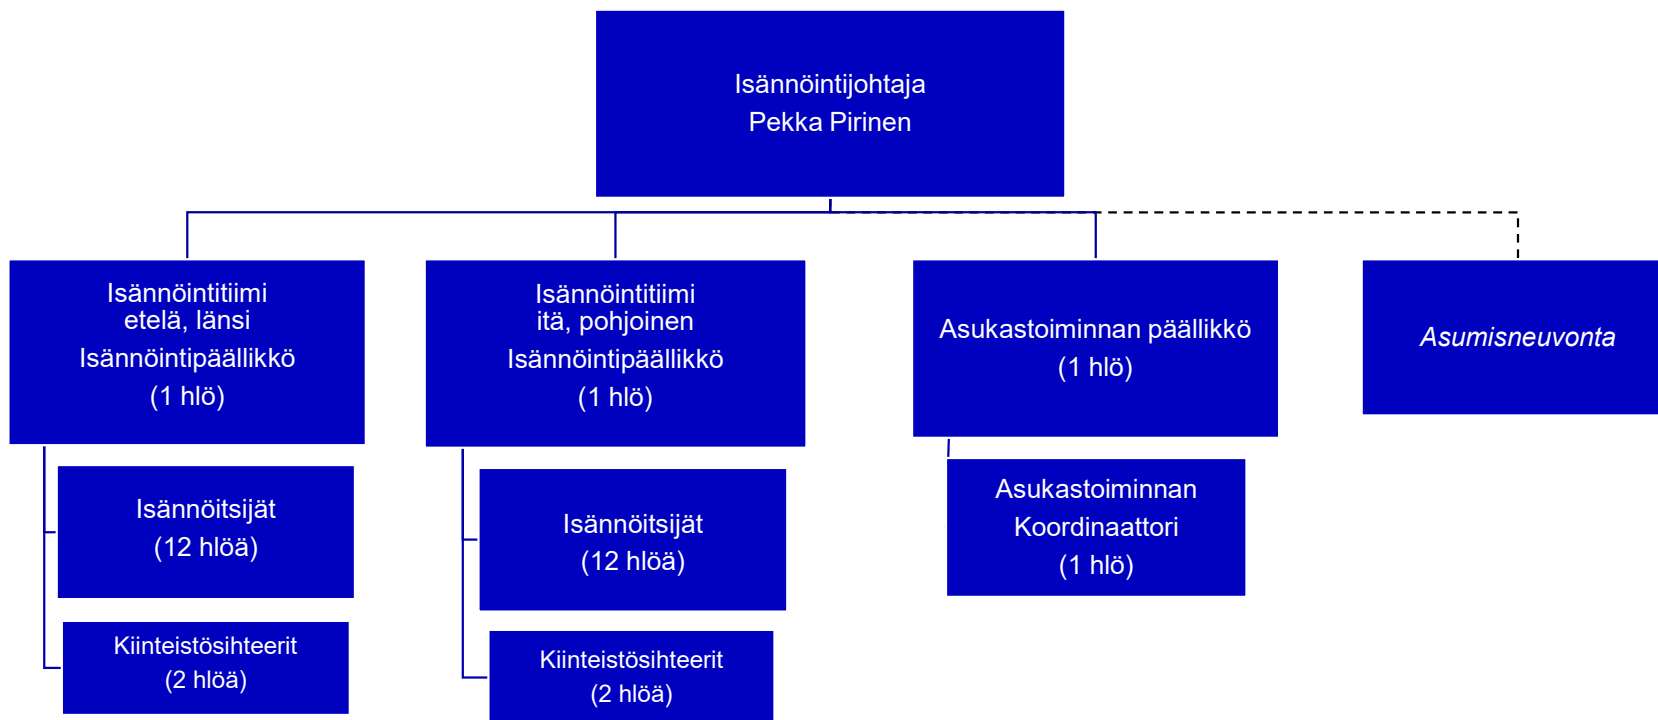 Isännöintijohtaja
Pekka Pirinen
Isännöintitiimi
etelä, länsi
Isännöintipäällikkö
(1 hlö)
Isännöitsijät
(12 hlöä)
Kiinteistösihteerit
(2 hlöä)
Isännöintitiimi
itä, pohjoinen
Isännöintipäällikkö
(1 hlö)
Isännöitsijät
(12 hlöä)
Kiinteistösihteerit
(2 hlöä)
Asukastoiminnan päällikkö
(1 hlö)
Asukastoiminnan
Koordinaattori
(1 hlö)
Asumisneuvonta